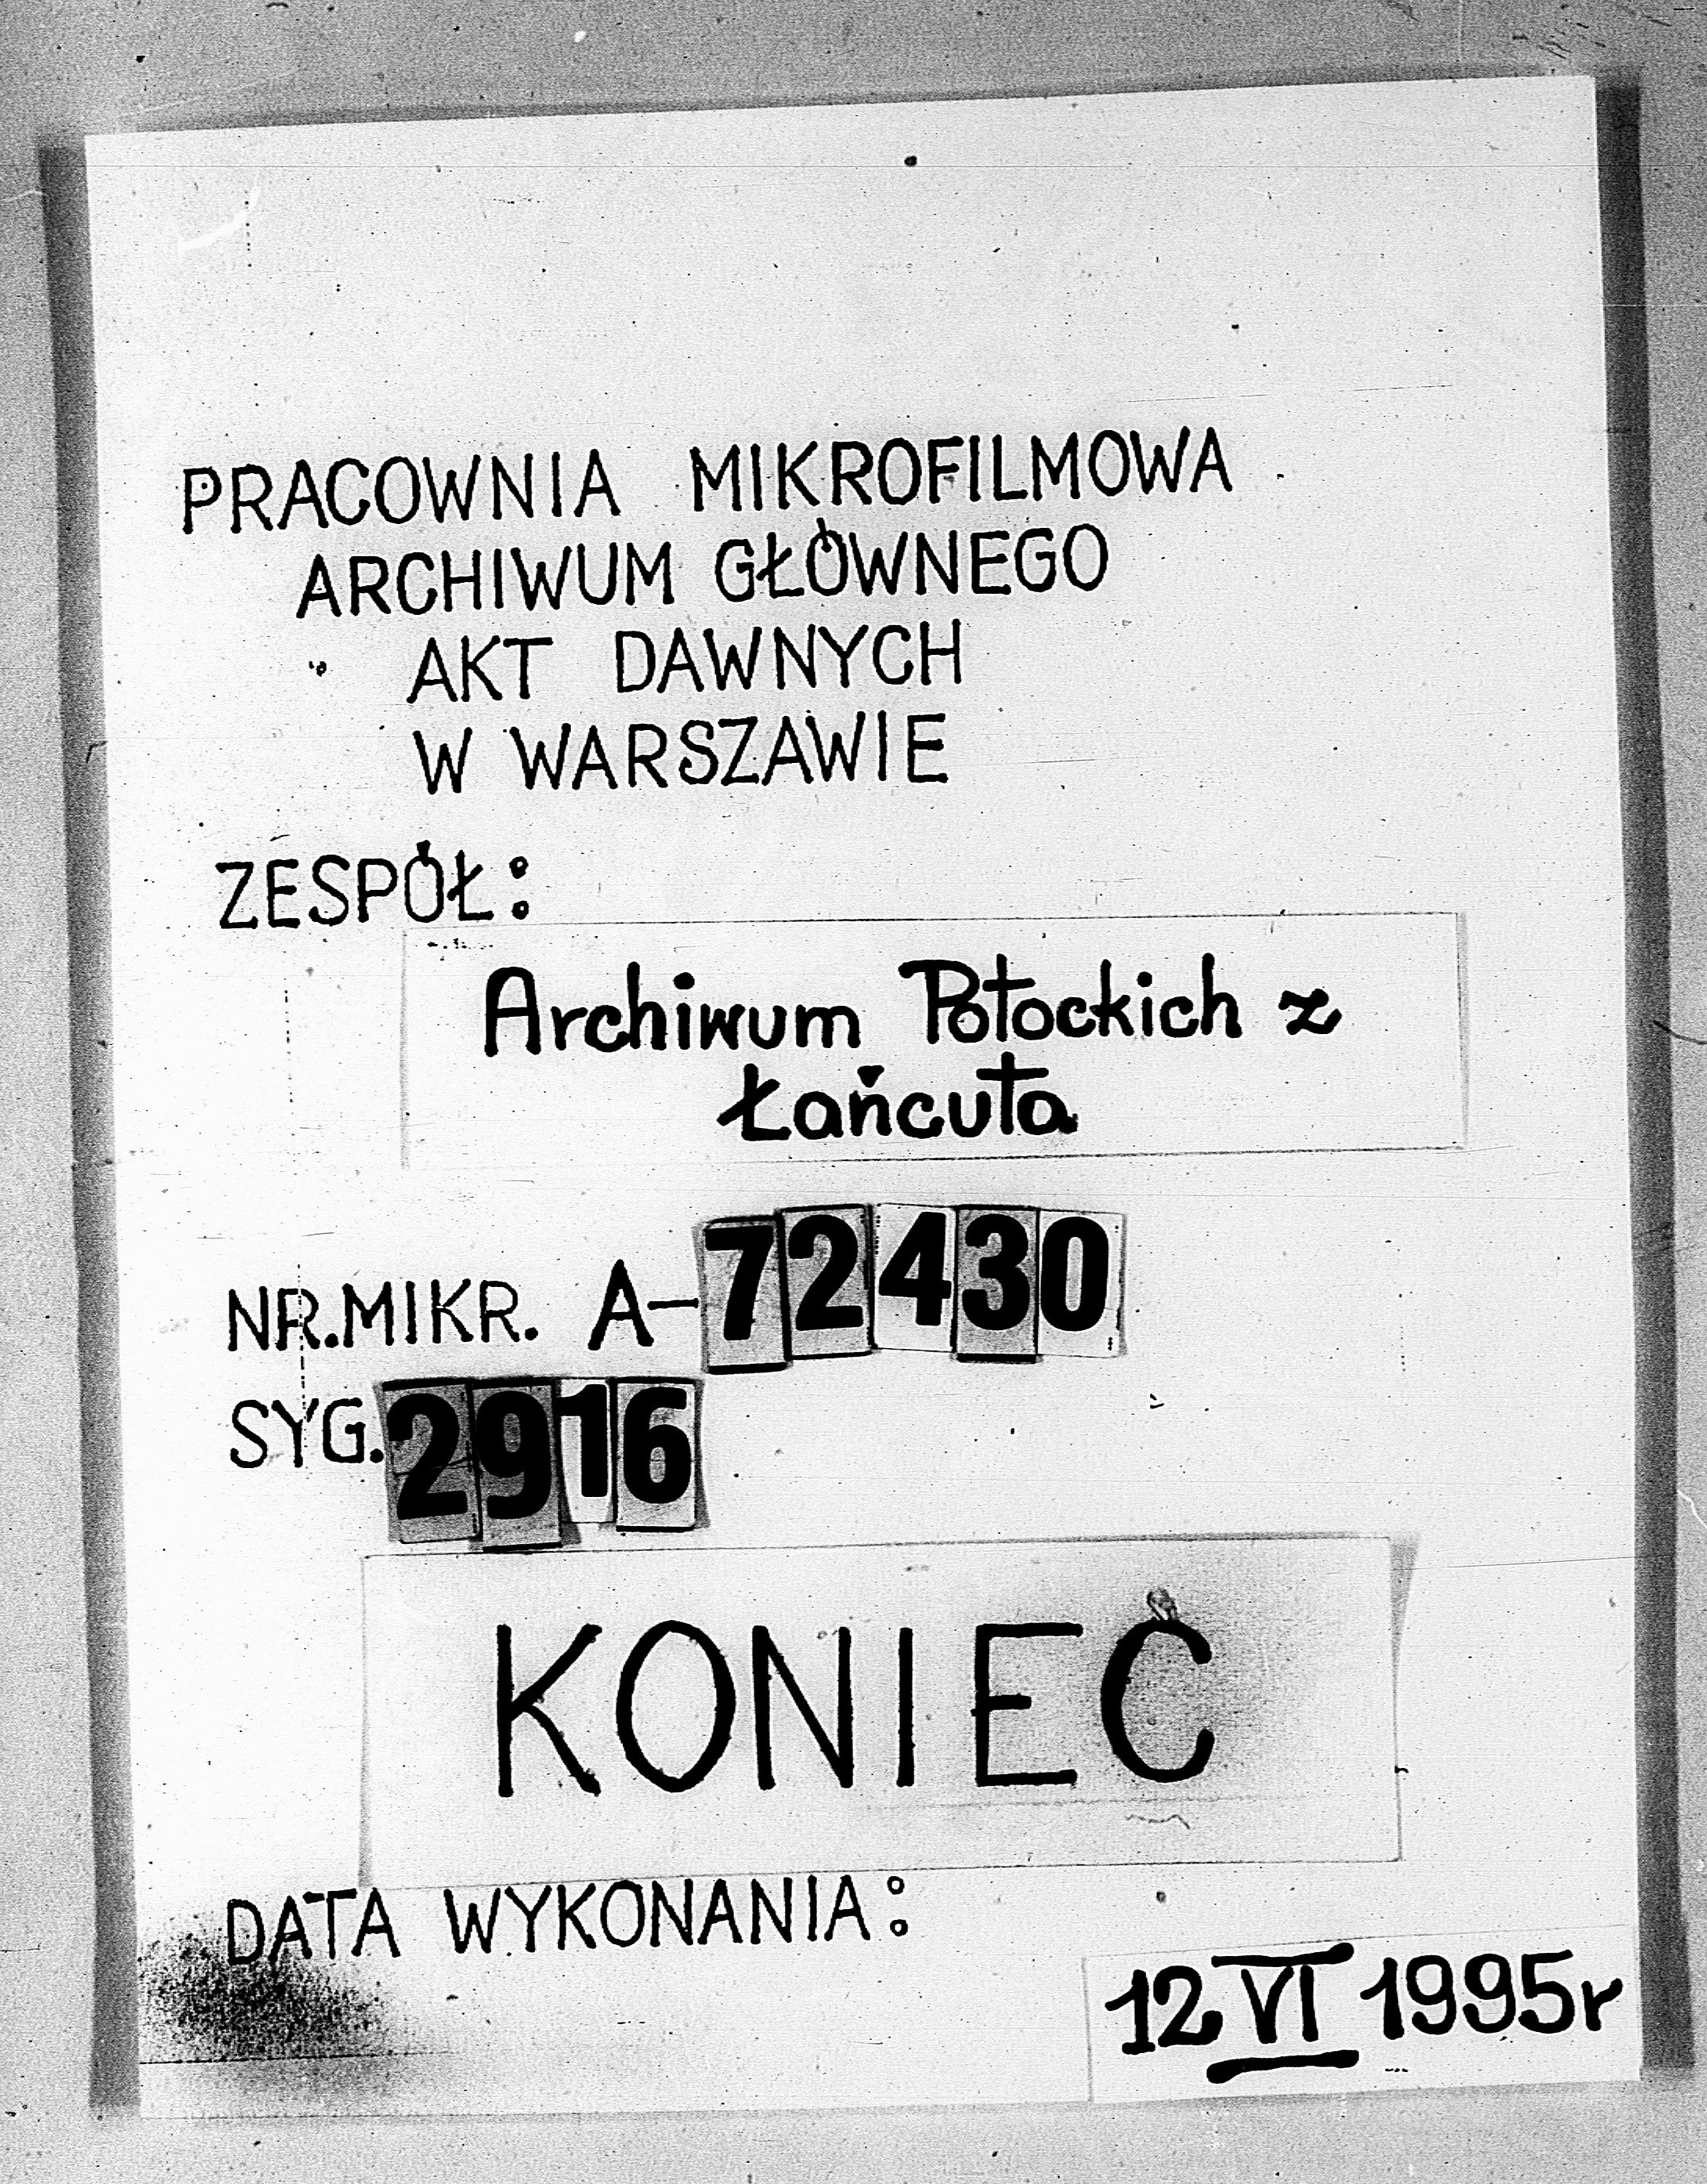 PRACOWNIA MIKROFILMOWA
ARCHIWUM GŁÓWNEGO
AKT DAWNYCH
W WARSZAWIE
ZESPÓŁ:
Archiwum Potockich z
Łańcuta
NR.MIKR. A-72430
SYG. 2916
KONIEC
DATA WYKONANIA:
12 VI 1995r